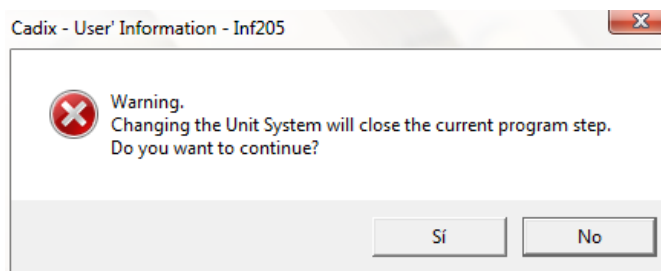 Cadix - User' Information - Inf205
Warning.
Changing the Unit System will close the current program step.
Do you want to continue?
Sí
No